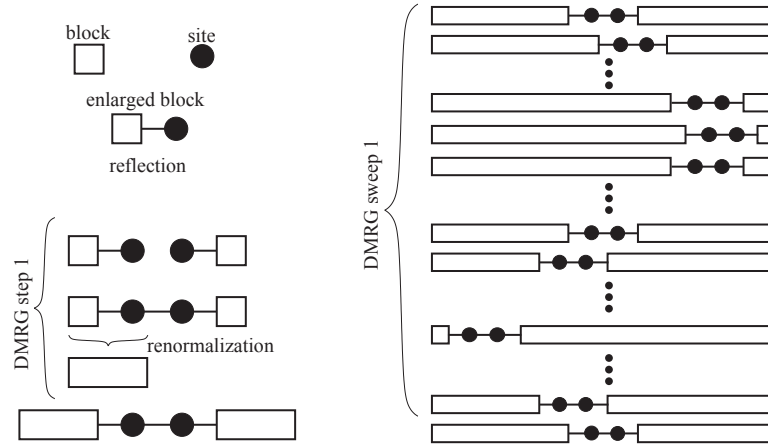 block
site
enlarged block
reflection
DMRG step 1
renormalization
DMRG sweep 1